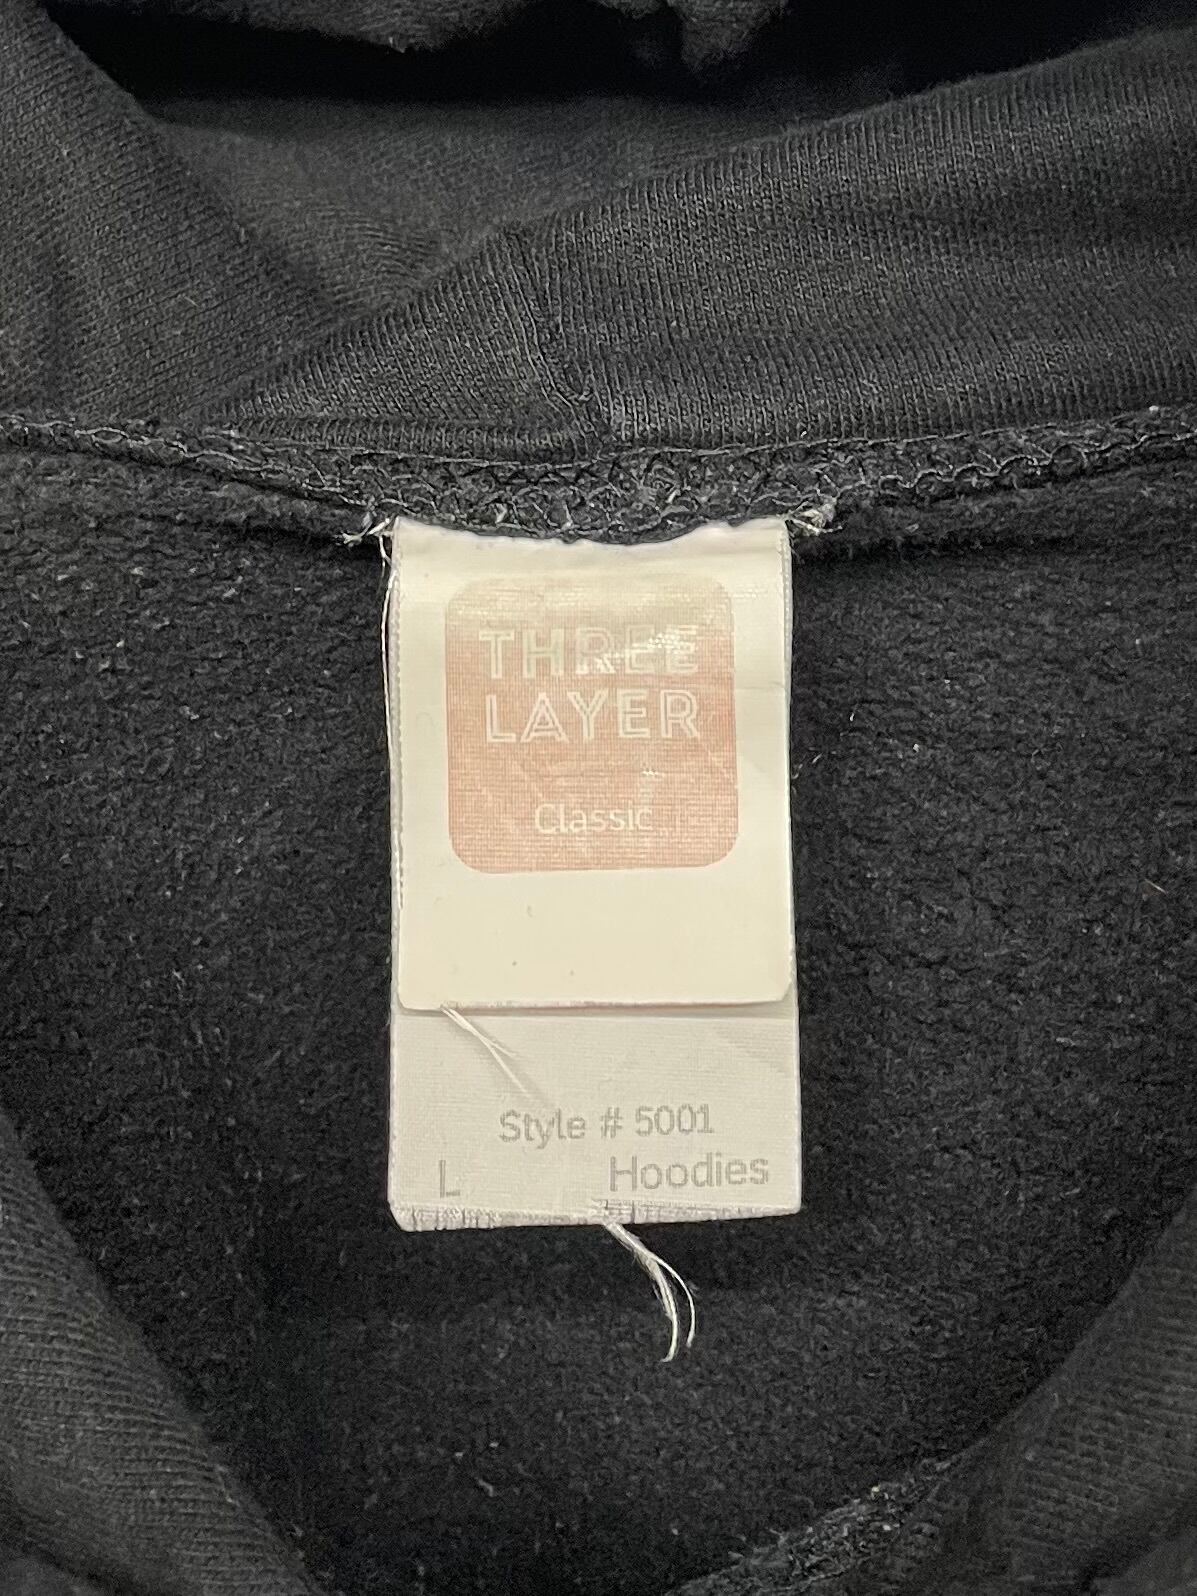 THREE
LAYER
Classic
Style # 5001
L Hoodies